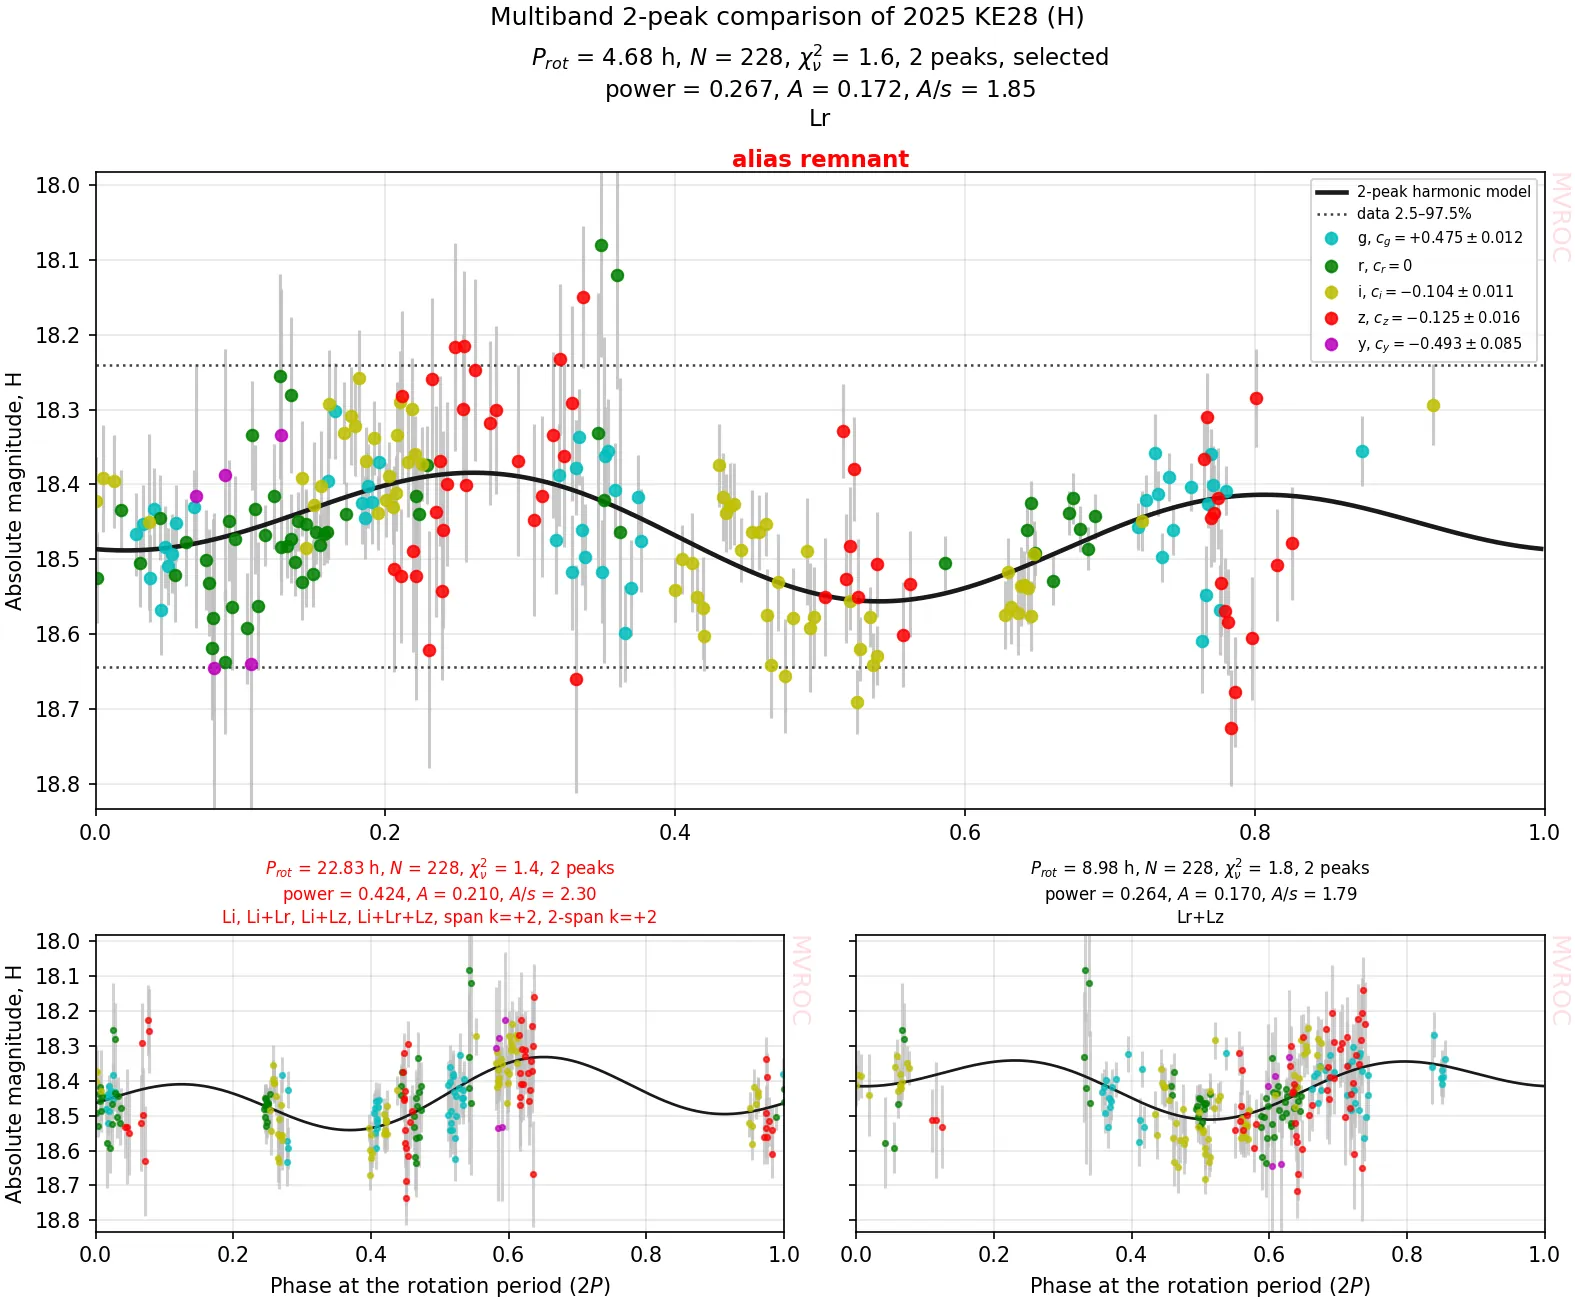 Multiband 2-peak comparison of 2025 KE28 (H)
P_rot = 4.68 h, N = 228, χ²_ν = 1.6, 2 peaks, selected
power = 0.267, A = 0.172, A/s = 1.85
Lr
alias remnant
Absolute magnitude, H
18.0
18.1
18.2
18.3
18.4
18.5
18.6
18.7
18.8
0.0 0.2 0.4 0.6 0.8 1.0
2-peak harmonic model
data 2.5–97.5%
g, c_g = +0.475 ± 0.012
r, c_r = 0
i, c_i = −0.104 ± 0.011
z, c_z = −0.125 ± 0.016
y, c_y = −0.493 ± 0.085
MVROC
P_rot = 22.83 h, N = 228, χ²_ν = 1.4, 2 peaks
power = 0.424, A = 0.210, A/s = 2.30
Li, Li+Lr, Li+Lz, Li+Lr+Lz, span k=+2, 2-span k=+2
Absolute magnitude, H
18.0
18.1
18.2
18.3
18.4
18.5
18.6
18.7
18.8
0.0 0.2 0.4 0.6 0.8 1.0
Phase at the rotation period (2P)
MVROC
P_rot = 8.98 h, N = 228, χ²_ν = 1.8, 2 peaks
power = 0.264, A = 0.170, A/s = 1.79
Lr+Lz
0.0 0.2 0.4 0.6 0.8 1.0
Phase at the rotation period (2P)
MVROC